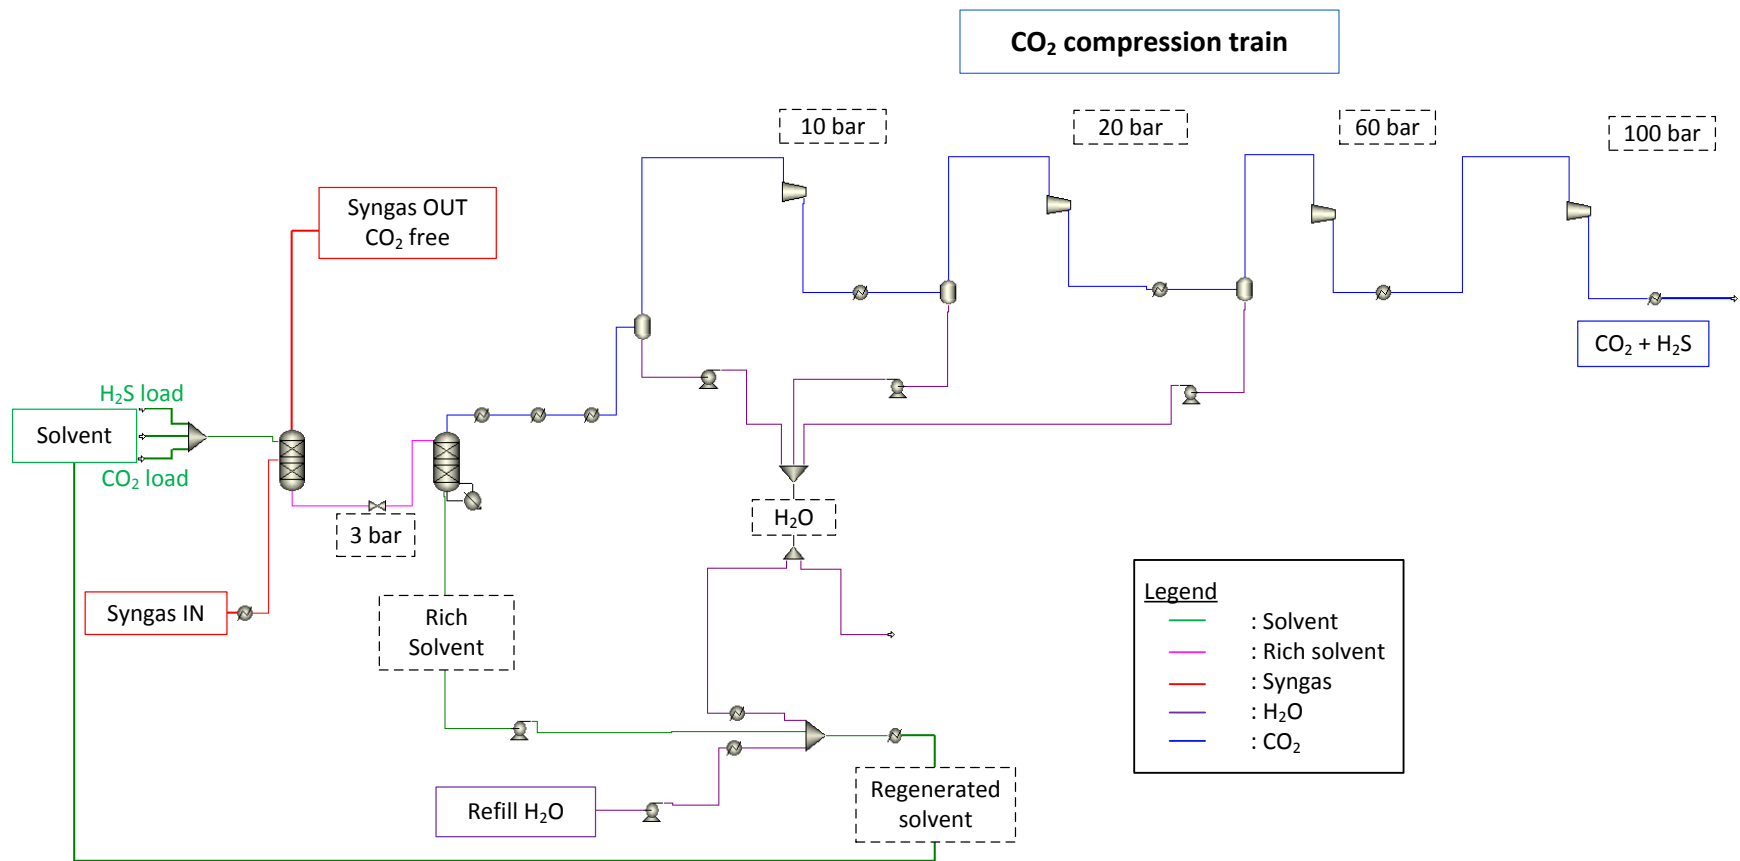 CO₂ compression train
10 bar
20 bar
60 bar
100 bar
Syngas OUT
CO₂ free
CO₂ + H₂S
H₂S load
Solvent
CO₂ load
3 bar
H₂O
Syngas IN
Rich
Solvent
Legend
: Solvent
: Rich solvent
: Syngas
: H₂O
: CO₂
Refill H₂O
Regenerated
solvent